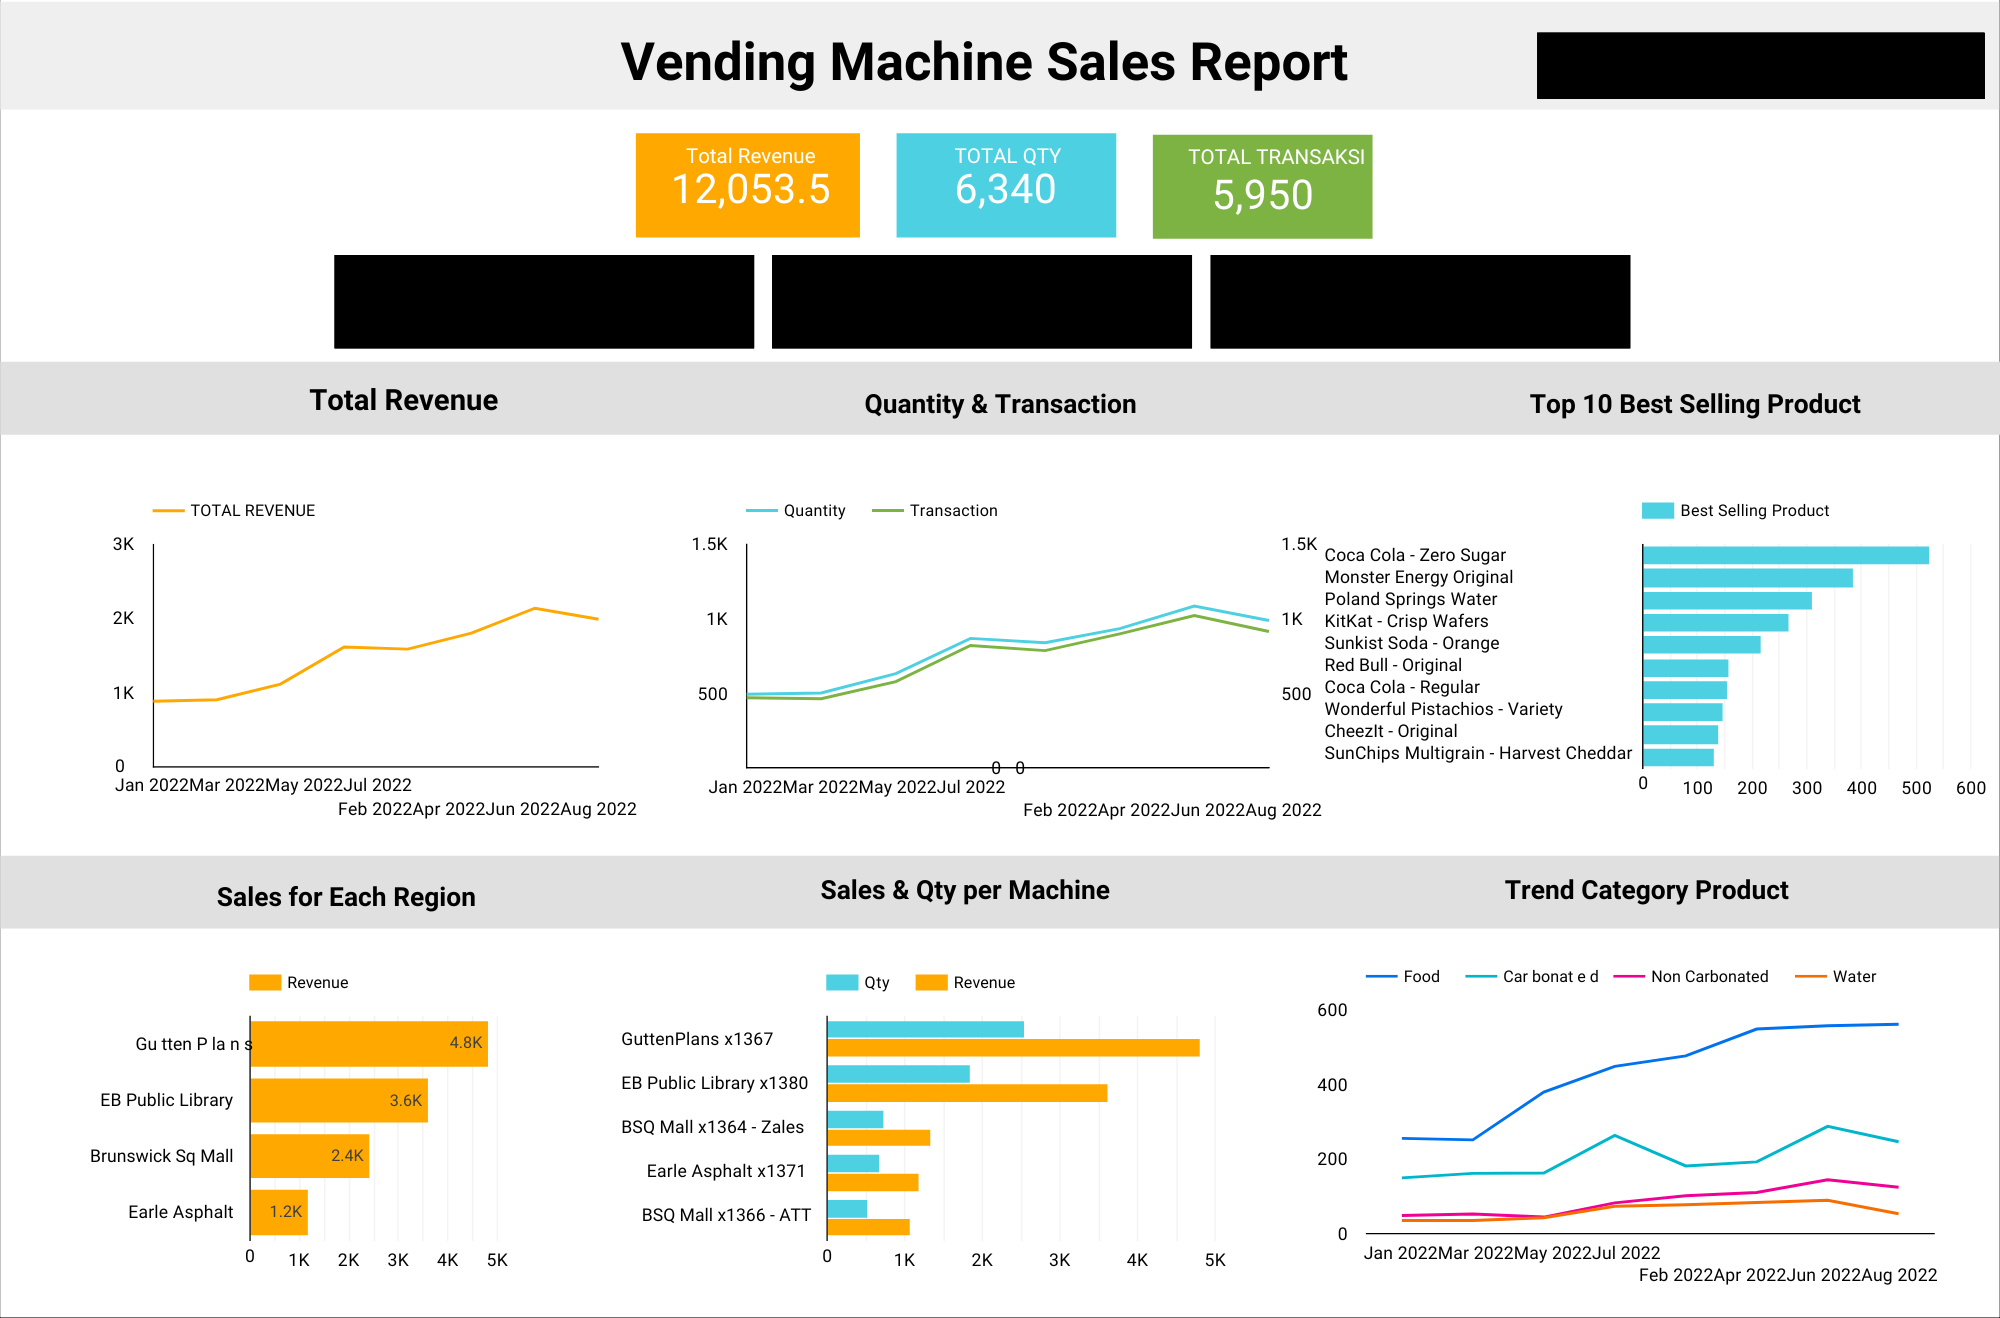 Vending Machine Sales Report
Total Revenue
12,053.5
TOTAL QTY
6,340
TOTAL TRANSAKSI
5,950
Total Revenue
Quantity & Transaction
Top 10 Best Selling Product
TOTAL REVENUE
3K
2K
1K
0
Jan 2022Mar 2022May 2022Jul 2022
Feb 2022Apr 2022Jun 2022Aug 2022
Quantity Transaction
1.5K 1.5K
1K 1K
500 500
0 0
Jan 2022Mar 2022May 2022Jul 2022
Feb 2022Apr 2022Jun 2022Aug 2022
Best Selling Product
Coca Cola - Zero Sugar
Monster Energy Original
Poland Springs Water
KitKat - Crisp Wafers
Sunkist Soda - Orange
Red Bull - Original
Coca Cola - Regular
Wonderful Pistachios - Variety
CheezIt - Original
SunChips Multigrain - Harvest Cheddar
0 100 200 300 400 500 600
Sales for Each Region
Sales & Qty per Machine
Trend Category Product
Revenue
Gu tten P la n s 4.8K
EB Public Library 3.6K
Brunswick Sq Mall 2.4K
Earle Asphalt 1.2K
0 1K 2K 3K 4K 5K
Qty Revenue
GuttenPlans x1367
EB Public Library x1380
BSQ Mall x1364 - Zales
Earle Asphalt x1371
BSQ Mall x1366 - ATT
0 1K 2K 3K 4K 5K
Food Car bonat e d Non Carbonated Water
600
400
200
0
Jan 2022Mar 2022May 2022Jul 2022
Feb 2022Apr 2022Jun 2022Aug 2022